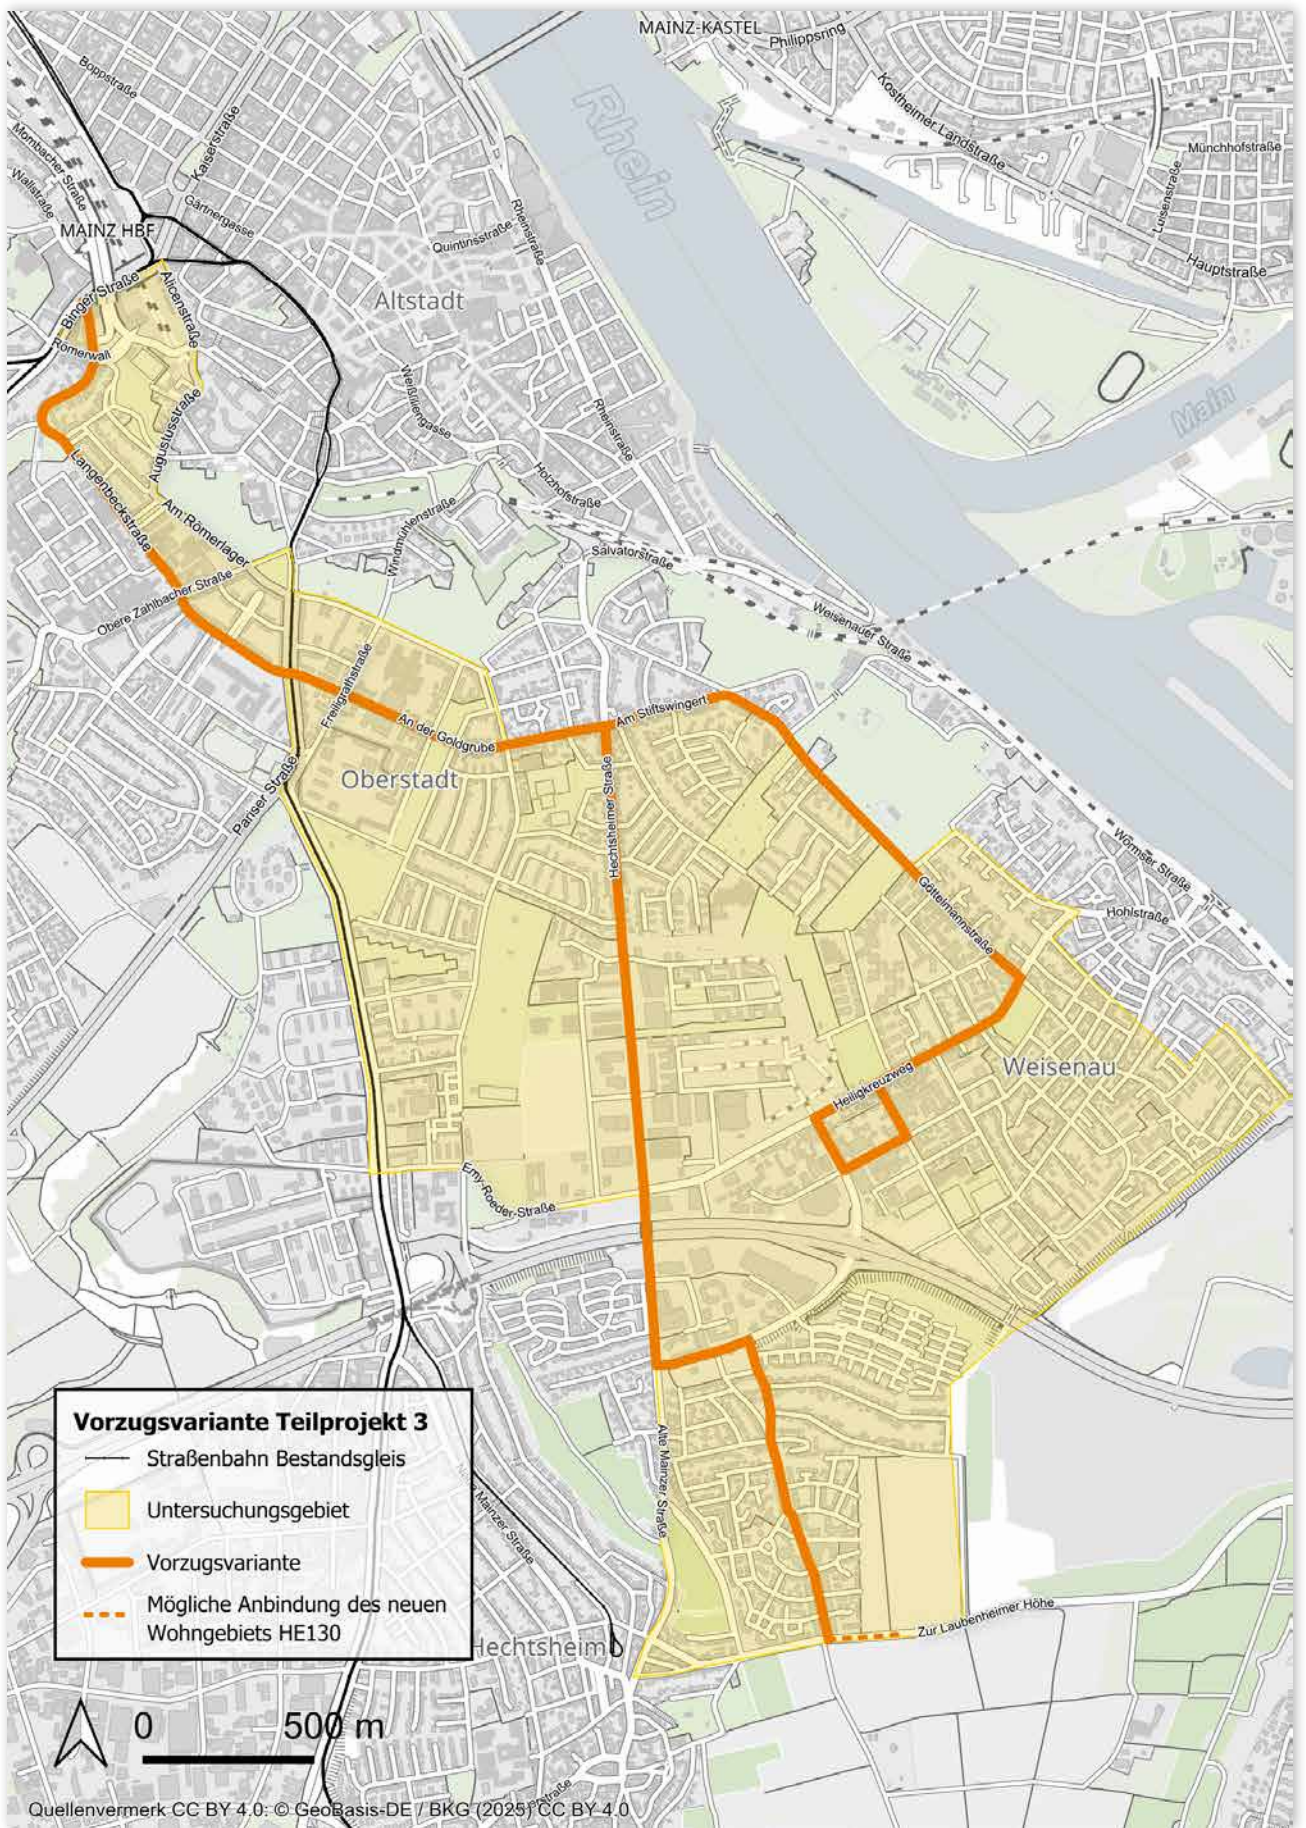 MAINZ-KASTEL
Philippsring
Boppstraße
Kaiserstraße
Rhein
Kostheimer Landstraße
Mombacher Straße
Wallstraße
Münchhofstraße
Luisenstraße
Gärtnergasse
MAINZ HBF
Rheinstraße
Quintinsstraße
Hauptstraße
Binger Straße
Alicenstraße
Altstadt
Römerwall
Main
Weißliliengasse
Rheinstraße
Augustusstraße
Langenbeckstraße
Holzhofstraße
Am Römerlager
Windmühlenstraße
Salvatorstraße
Obere Zahlbacher Straße
Weisenauer Straße
Freiligrathstraße
Am Stiftswingert
An der Goldgrube
Oberstadt
Pariser Straße
Hechtsheimer Straße
Wormser Straße
Göttelmannstraße
Hohlstraße
Weisenau
Heiligkreuzweg
Emy-Roeder-Straße
Vorzugsvariante Teilprojekt 3
Straßenbahn Bestandsgleis
Untersuchungsgebiet
Vorzugsvariante
Mögliche Anbindung des neuen
Wohngebiets HE130
Alte Mainzer Straße
Mainzer Straße
Zur Laubenheimer Höhe
Hechtsheim
0 500 m
Quellenvermerk CC BY 4.0: © GeoBasis-DE / BKG (2025) CC BY 4.0